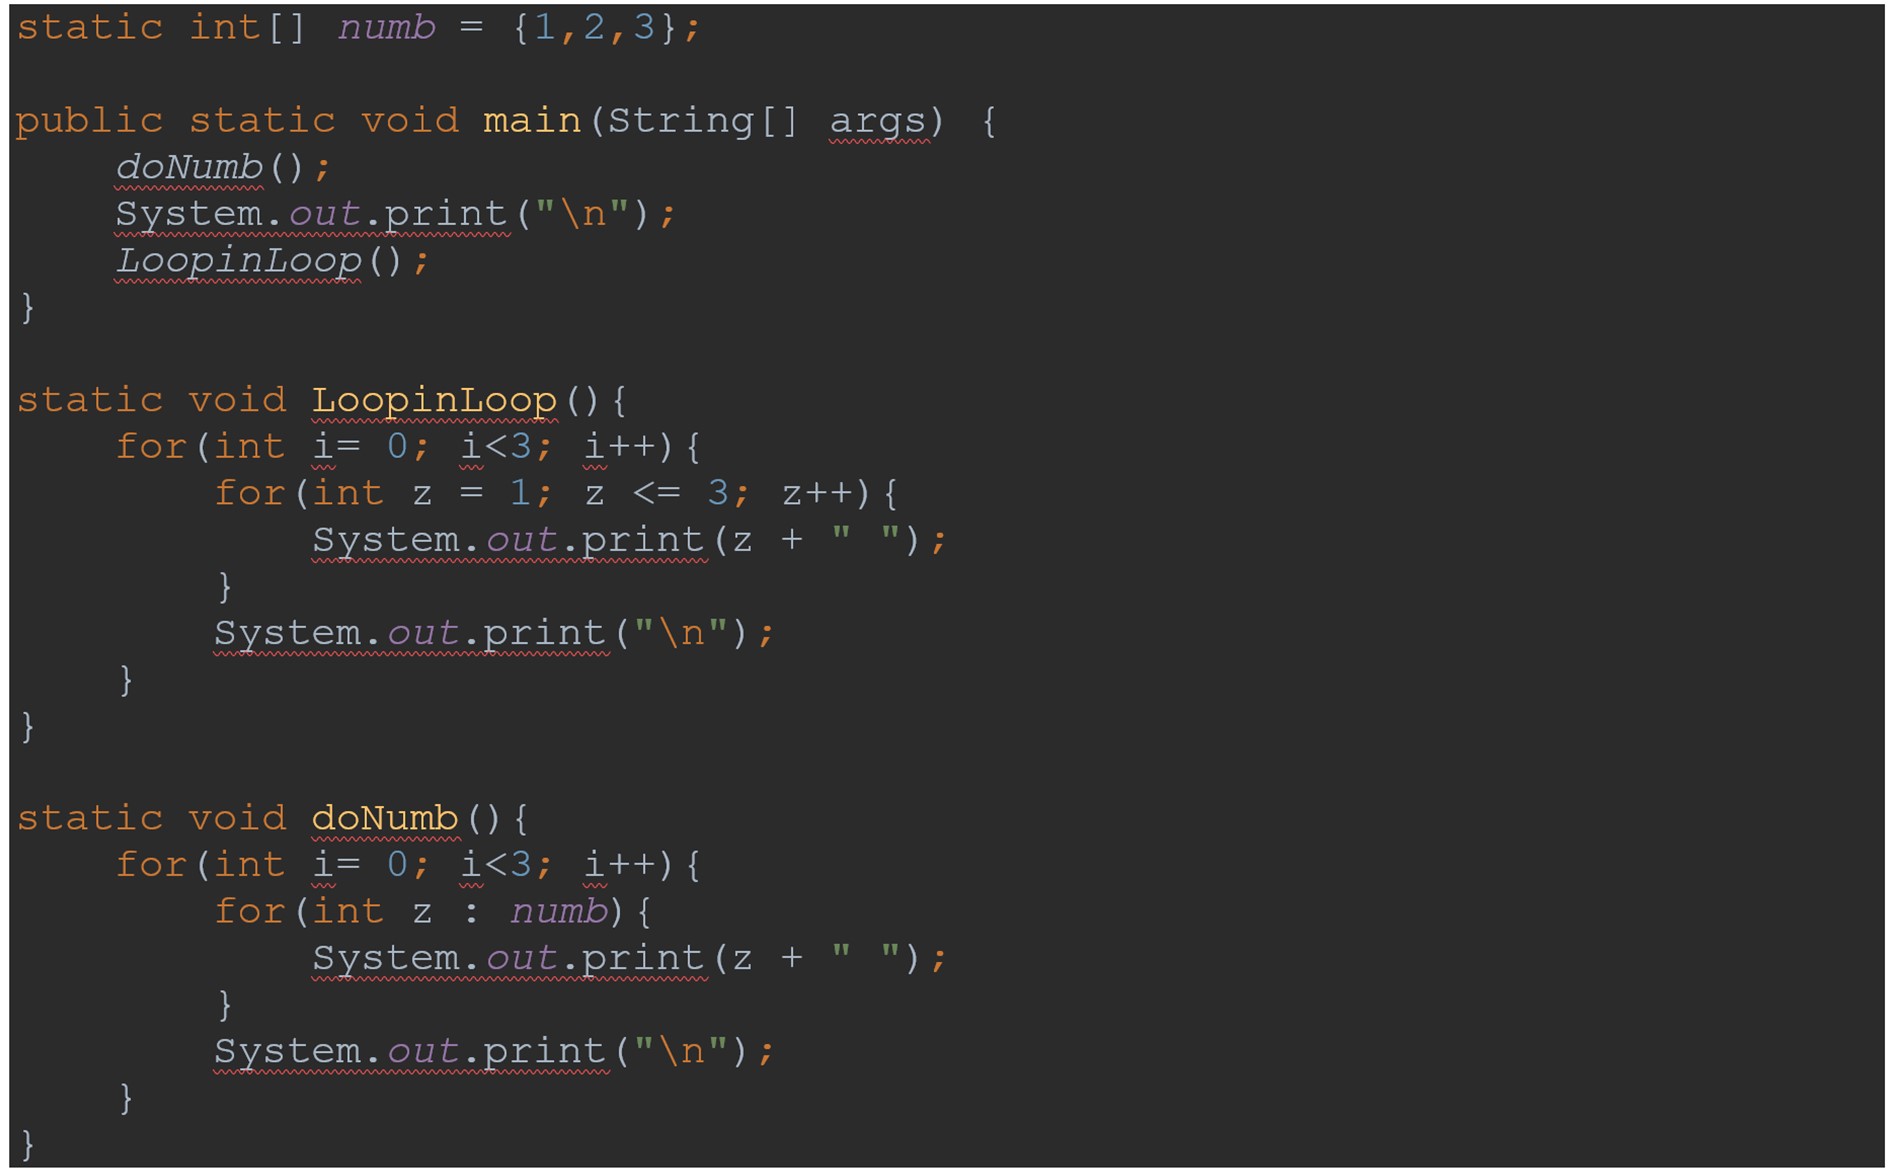 static int[] numb = {1,2,3};

public static void main(String[] args) {
    doNumb();
    System.out.print("\n");
    LoopinLoop();
}

static void LoopinLoop(){
    for(int i= 0; i<3; i++){
        for(int z = 1; z <= 3; z++){
            System.out.print(z + " ");
        }
        System.out.print("\n");
    }
}

static void doNumb(){
    for(int i= 0; i<3; i++){
        for(int z : numb){
            System.out.print(z + " ");
        }
        System.out.print("\n");
    }
}